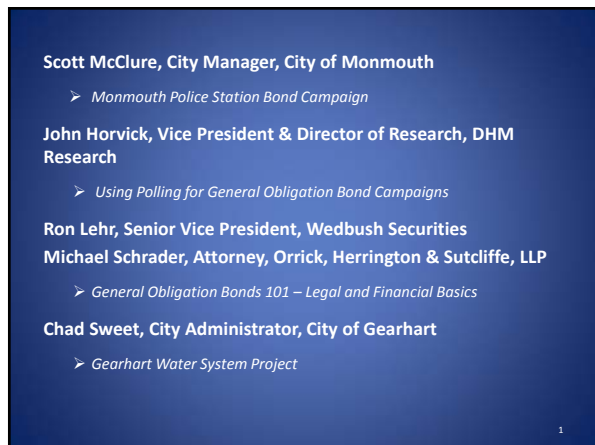 Scott McClure, City Manager, City of Monmouth
➢ Monmouth Police Station Bond Campaign
John Horvick, Vice President & Director of Research, DHM
Research
➢ Using Polling for General Obligation Bond Campaigns
Ron Lehr, Senior Vice President, Wedbush Securities
Michael Schrader, Attorney, Orrick, Herrington & Sutcliffe, LLP
➢ General Obligation Bonds 101 – Legal and Financial Basics
Chad Sweet, City Administrator, City of Gearhart
➢ Gearhart Water System Project
1